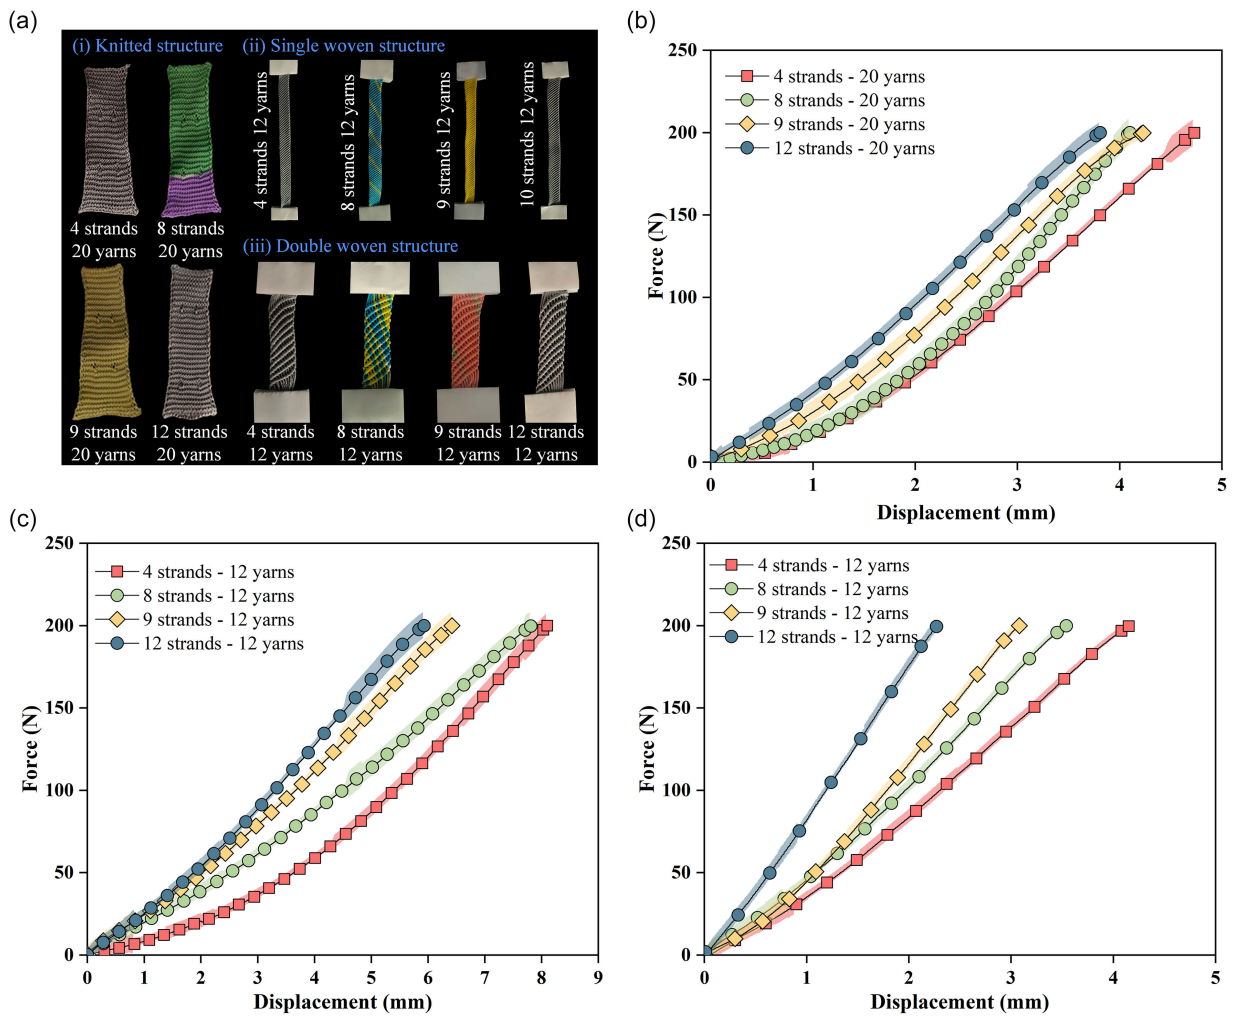 (a)
(i) Knitted structure
(ii) Single woven structure
4 strands 12 yarns
8 strands 12 yarns
9 strands 12 yarns
10 strands 12 yarns
4 strands
20 yarns
8 strands
20 yarns
(iii) Double woven structure
9 strands
20 yarns
12 strands
20 yarns
4 strands
12 yarns
8 strands
12 yarns
9 strands
12 yarns
12 strands
12 yarns
(b)
250
200
150
100
50
0
Force (N)
4 strands - 20 yarns
8 strands - 20 yarns
9 strands - 20 yarns
12 strands - 20 yarns
0 1 2 3 4 5
Displacement (mm)
(c)
250
200
150
100
50
0
Force (N)
4 strands - 12 yarns
8 strands - 12 yarns
9 strands - 12 yarns
12 strands - 12 yarns
0 1 2 3 4 5 6 7 8 9
Displacement (mm)
(d)
250
200
150
100
50
0
Force (N)
4 strands - 12 yarns
8 strands - 12 yarns
9 strands - 12 yarns
12 strands - 12 yarns
0 1 2 3 4 5
Displacement (mm)